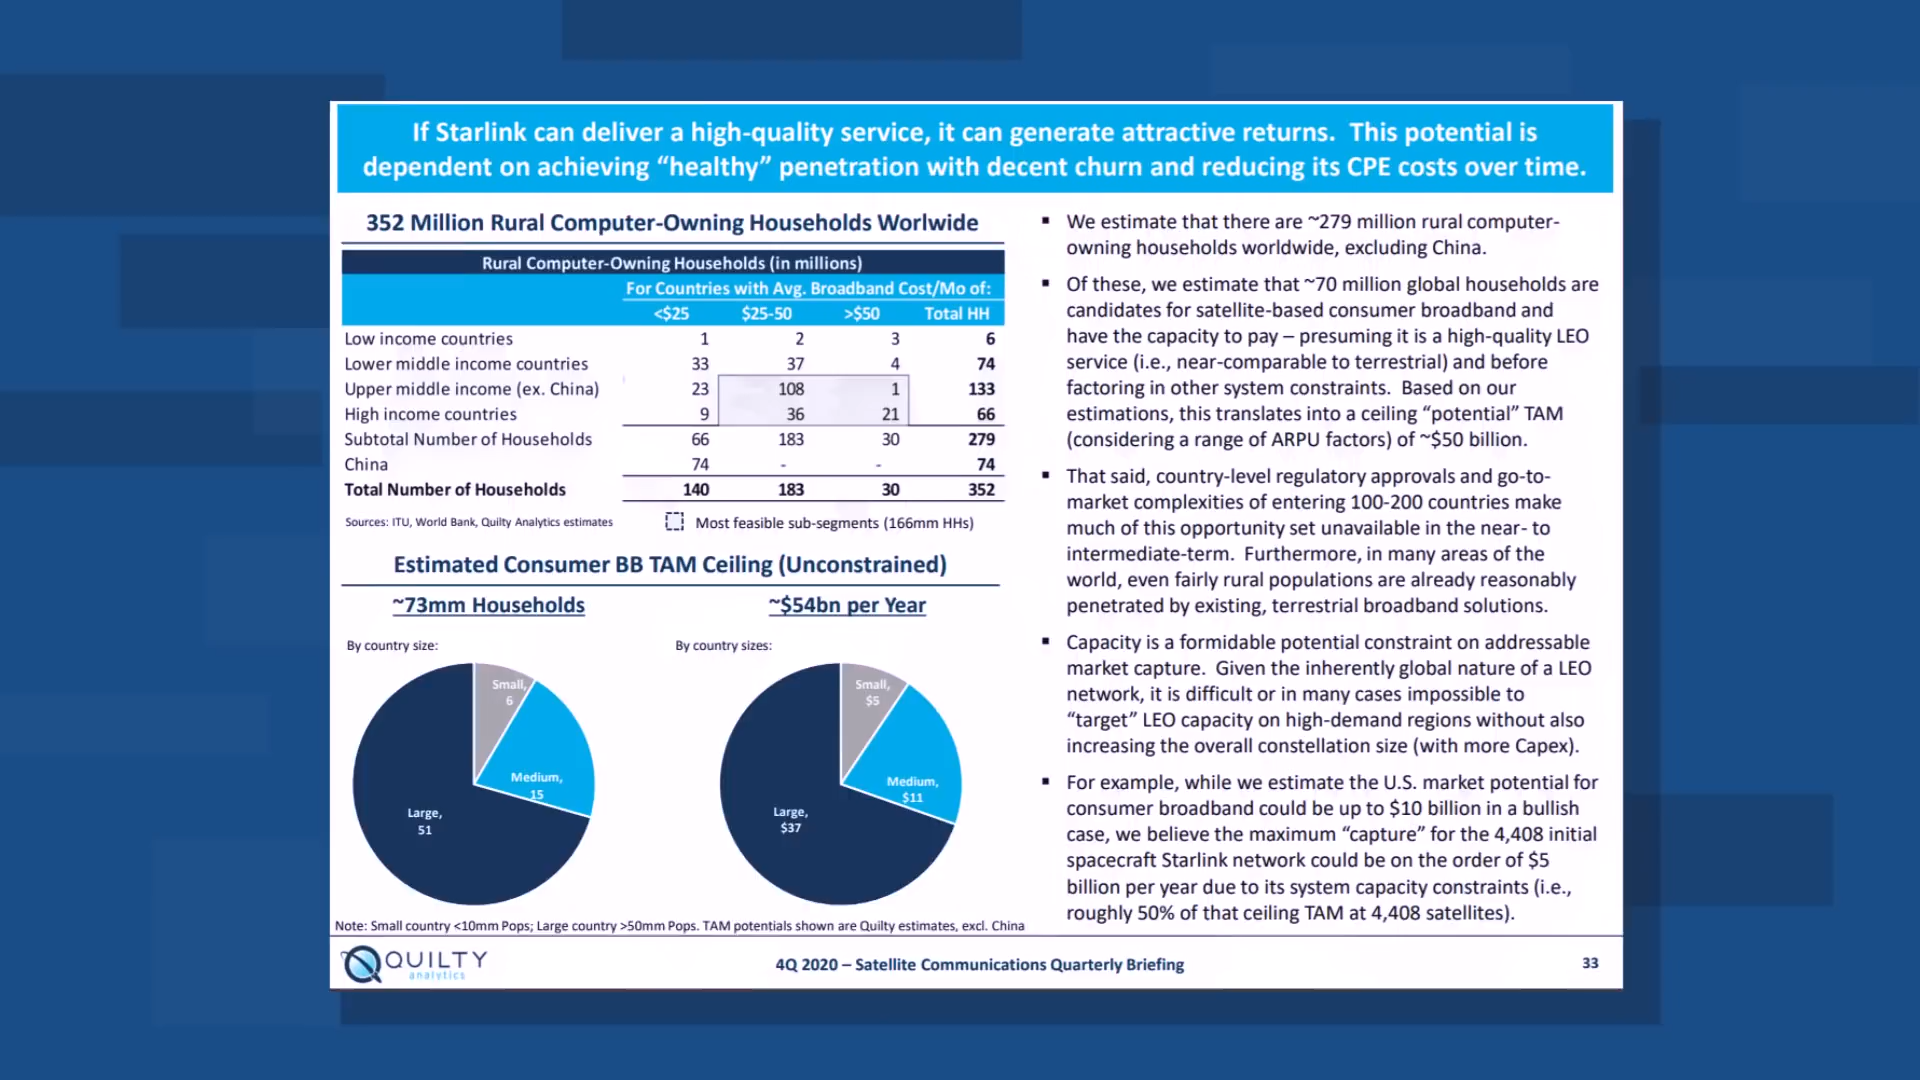 If Starlink can deliver a high-quality service, it can generate attractive returns. This potential is
dependent on achieving “healthy” penetration with decent churn and reducing its CPE costs over time.
352 Million Rural Computer-Owning Households Worlwide
Rural Computer-Owning Households (in millions)
For Countries with Avg. Broadband Cost/Mo of:
<$25 $25-50 >$50 Total HH
Low income countries 1 2 3 6
Lower middle income countries 33 37 4 74
Upper middle income (ex. China) 23 108 1 133
High income countries 9 36 21 66
Subtotal Number of Households 66 183 30 279
China 74 - - 74
Total Number of Households 140 183 30 352
Sources: ITU, World Bank, Quilty Analytics estimates
Most feasible sub-segments (166mm HHs)
Estimated Consumer BB TAM Ceiling (Unconstrained)
~73mm Households
~$54bn per Year
By country size:
By country sizes:
Small,
6
Medium,
15
Large,
51
Small,
$5
Medium,
$11
Large,
$37
Note: Small country <10mm Pops; Large country >50mm Pops. TAM potentials shown are Quilty estimates, excl. China
▪ We estimate that there are ~279 million rural computer-
owning households worldwide, excluding China.
▪ Of these, we estimate that ~70 million global households are
candidates for satellite-based consumer broadband and
have the capacity to pay – presuming it is a high-quality LEO
service (i.e., near-comparable to terrestrial) and before
factoring in other system constraints. Based on our
estimations, this translates into a ceiling “potential” TAM
(considering a range of ARPU factors) of ~$50 billion.
▪ That said, country-level regulatory approvals and go-to-
market complexities of entering 100-200 countries make
much of this opportunity set unavailable in the near- to
intermediate-term. Furthermore, in many areas of the
world, even fairly rural populations are already reasonably
penetrated by existing, terrestrial broadband solutions.
▪ Capacity is a formidable potential constraint on addressable
market capture. Given the inherently global nature of a LEO
network, it is difficult or in many cases impossible to
“target” LEO capacity on high-demand regions without also
increasing the overall constellation size (with more Capex).
▪ For example, while we estimate the U.S. market potential for
consumer broadband could be up to $10 billion in a bullish
case, we believe the maximum “capture” for the 4,408 initial
spacecraft Starlink network could be on the order of $5
billion per year due to its system capacity constraints (i.e.,
roughly 50% of that ceiling TAM at 4,408 satellites).
QUILTY
analytics
4Q 2020 – Satellite Communications Quarterly Briefing
33